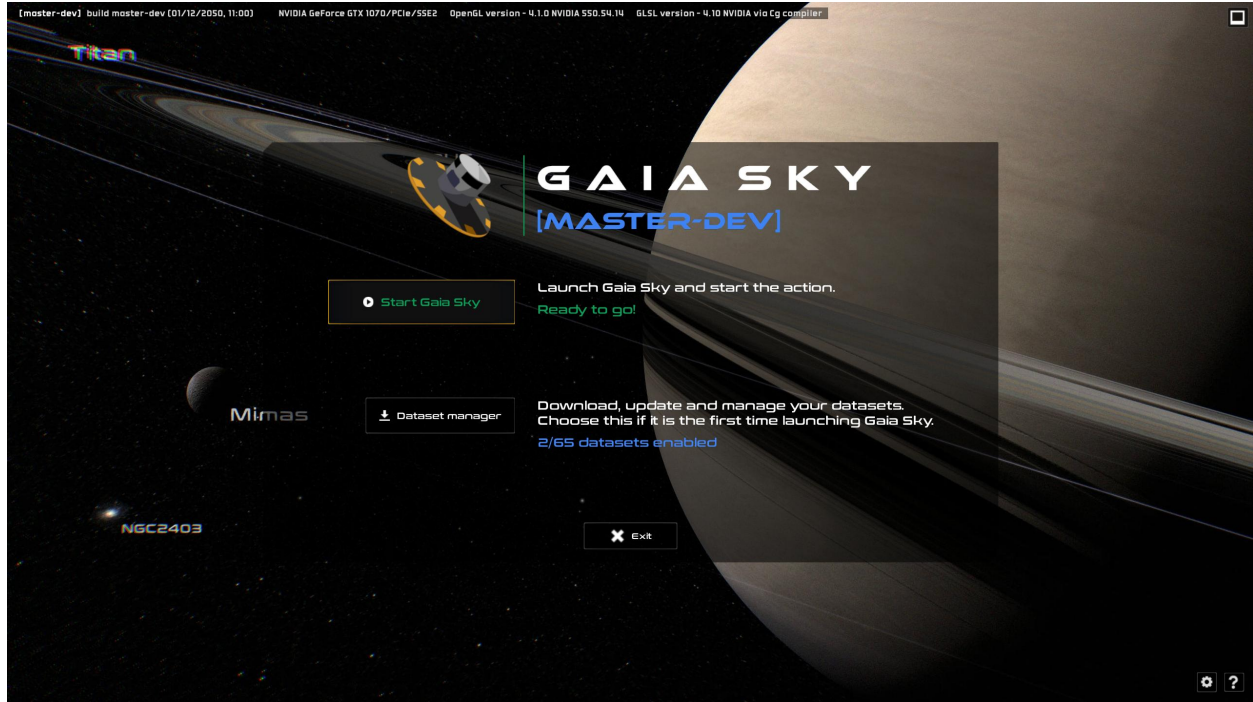 [master-dev] build master-dev (01/12/2050, 11:00) NVIDIA GeForce GTX 1070/PCIe/SSE2 OpenGL version - 4.1.0 NVIDIA 550.54.14 GLSL version - 4.10 NVIDIA via Cg compiler
Titan
GAIA SKY
[MASTER-DEV]
Start Gaia Sky
Launch Gaia Sky and start the action.
Ready to go!
Mimas
Dataset manager
Download, update and manage your datasets.
Choose this if it is the first time launching Gaia Sky.
2/65 datasets enabled
NGC2403
Exit
?